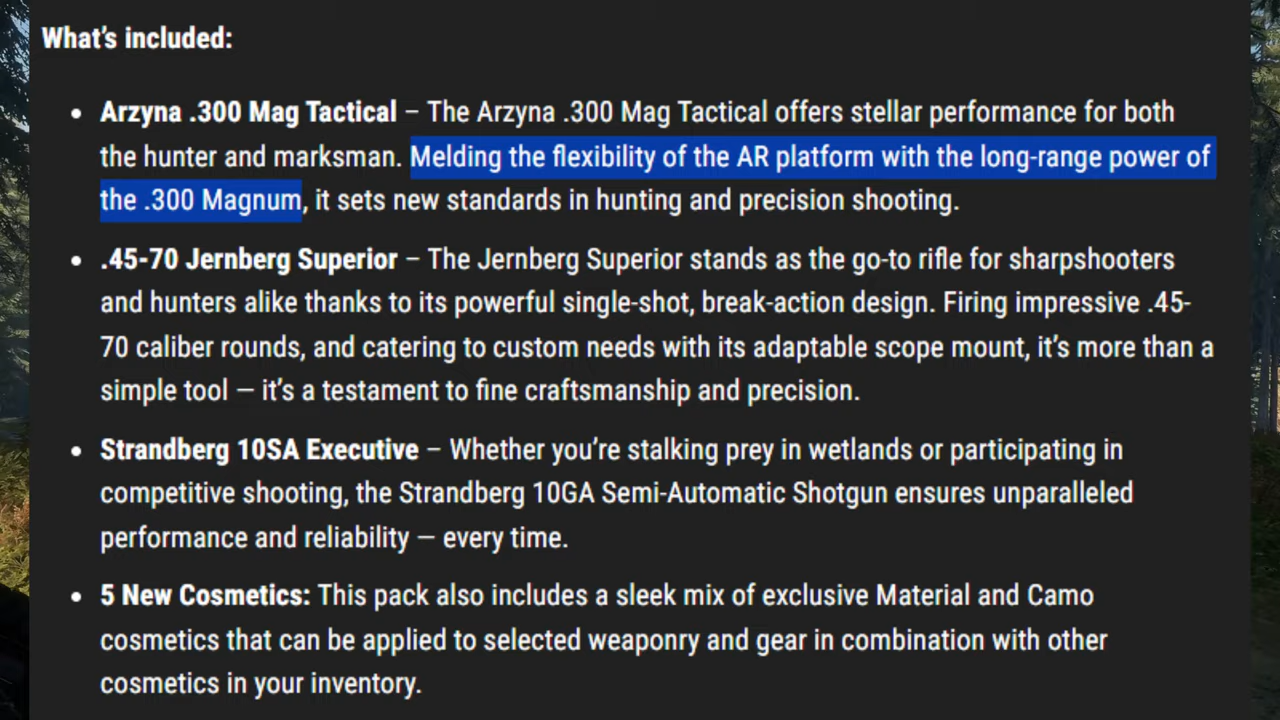 What's included:
• Arzyna .300 Mag Tactical – The Arzyna .300 Mag Tactical offers stellar performance for both
the hunter and marksman. Melding the flexibility of the AR platform with the long-range power of
the .300 Magnum, it sets new standards in hunting and precision shooting.
• .45-70 Jernberg Superior – The Jernberg Superior stands as the go-to rifle for sharpshooters
and hunters alike thanks to its powerful single-shot, break-action design. Firing impressive .45-
70 caliber rounds, and catering to custom needs with its adaptable scope mount, it's more than a
simple tool — it's a testament to fine craftsmanship and precision.
• Strandberg 10SA Executive – Whether you're stalking prey in wetlands or participating in
competitive shooting, the Strandberg 10GA Semi-Automatic Shotgun ensures unparalleled
performance and reliability — every time.
• 5 New Cosmetics: This pack also includes a sleek mix of exclusive Material and Camo
cosmetics that can be applied to selected weaponry and gear in combination with other
cosmetics in your inventory.